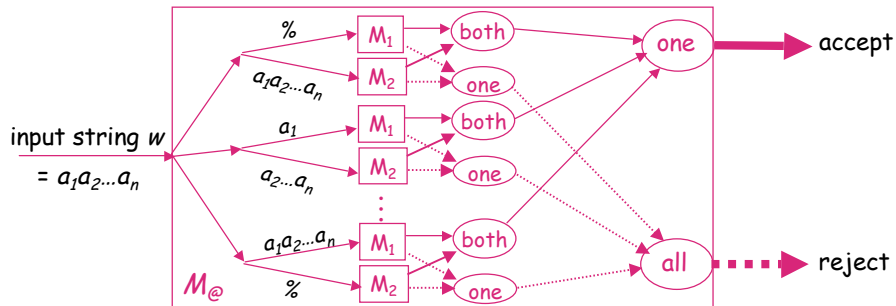 %
M₁
both
one
accept
a₁a₂...aₙ
M₂
one
a₁
M₁
both
input string w
= a₁a₂...aₙ
a₂...aₙ
M₂
one
a₁a₂...aₙ
M₁
both
all
reject
M@
%
M₂
one